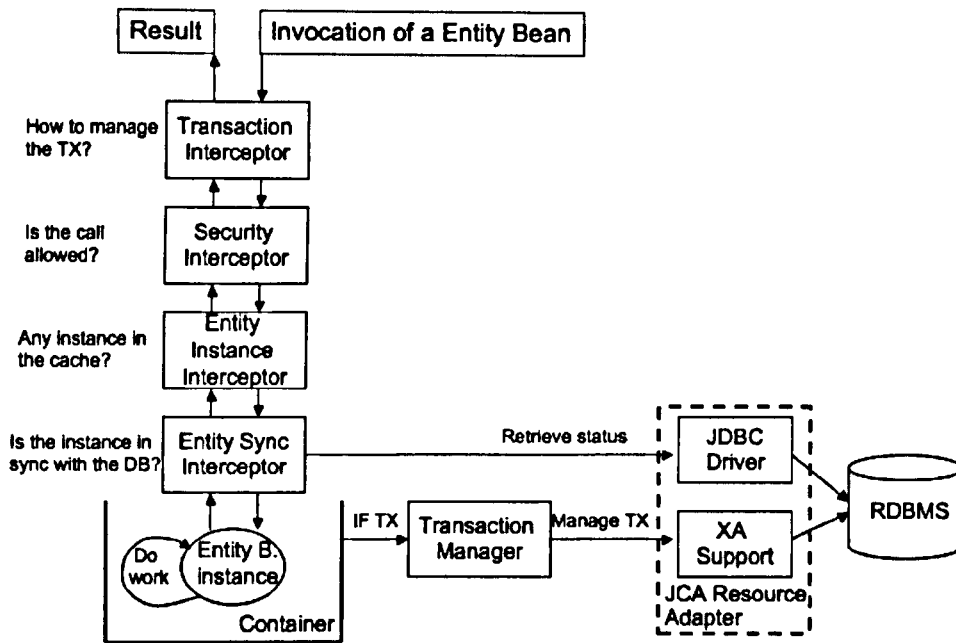 Result
Invocation of a Entity Bean
How to manage
the TX?
Transaction
Interceptor
Is the call
allowed?
Security
Interceptor
Any instance in
the cache?
Entity
Instance
Interceptor
Is the instance in
sync with the DB?
Entity Sync
Interceptor
Retrieve status
JDBC
Driver
RDBMS
IF TX
Transaction
Manager
Manage TX
XA
Support
Do
work
Entity B.
instance
Container
JCA Resource
Adapter